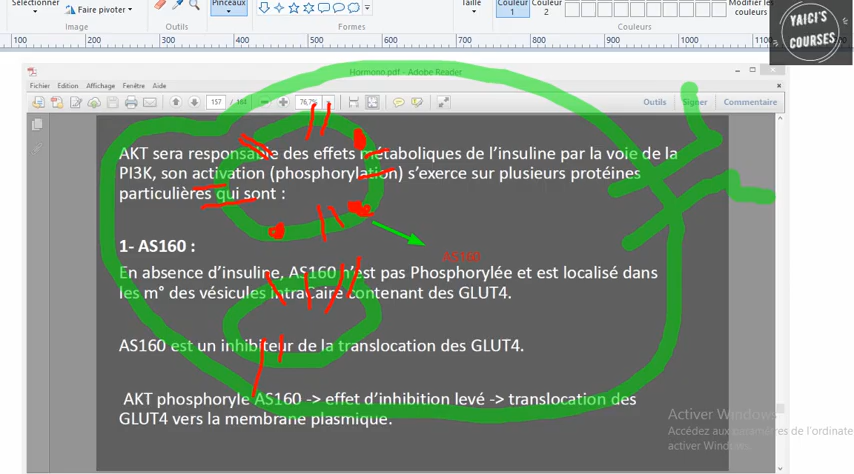 Sélectionner
Faire pivoter
Pinceaux
Taille
Couleur 1
Couleur 2
Modifier les couleurs
Image
Outils
Formes
Couleurs
YAICI'S COURSES
100 200 300 400 500 600 700 800 900 1000
Hormono.pdf - Adobe Reader
Fichier Edition Affichage Fenêtre Aide
157 / 164 76,7% Outils Signer Commentaire
AKT sera responsable des effets métaboliques de l'insuline par la voie de la
PI3K, son activation (phosphorylation) s'exerce sur plusieurs protéines
particulières qui sont :
AS160
1- AS160 :
En absence d'insuline, AS160 n'est pas Phosphorylée et est localisé dans
les m° des vésicules intraCaire contenant des GLUT4.
AS160 est un inhibiteur de la translocation des GLUT4.
AKT phosphoryle AS160 -> effet d'inhibition levé -> translocation des
GLUT4 vers la membrane plasmique.
Activer Windows
Accédez aux paramètres de l'ordinate
activer Windows.